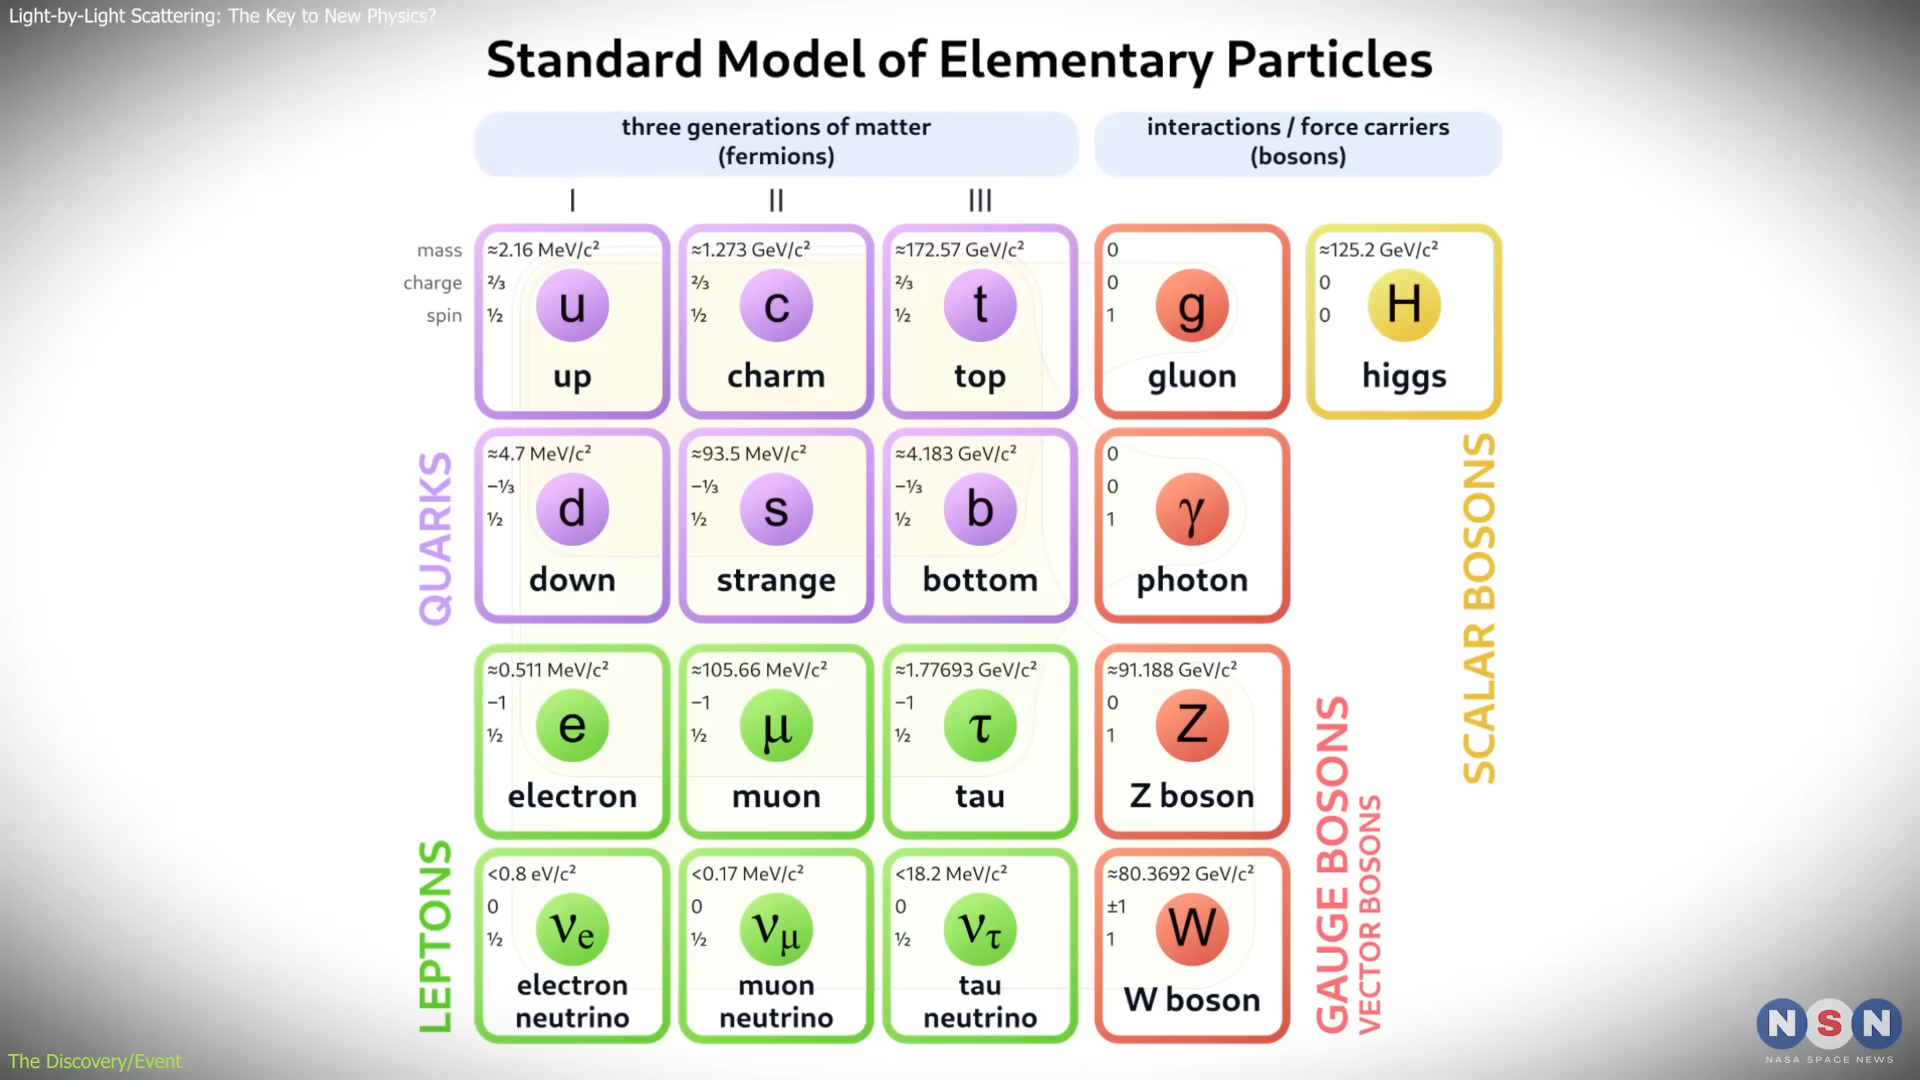 Light-by-Light Scattering: The Key to New Physics?
Standard Model of Elementary Particles
three generations of matter
(fermions)
interactions / force carriers
(bosons)
I
II
III
mass
charge
spin
≈2.16 MeV/c²
⅔
½
u
up
≈1.273 GeV/c²
⅔
½
c
charm
≈172.57 GeV/c²
⅔
½
t
top
0
0
1
g
gluon
≈125.2 GeV/c²
0
0
H
higgs
QUARKS
≈4.7 MeV/c²
−⅓
½
d
down
≈93.5 MeV/c²
−⅓
½
s
strange
≈4.183 GeV/c²
−⅓
½
b
bottom
0
0
1
γ
photon
SCALAR BOSONS
LEPTONS
≈0.511 MeV/c²
−1
½
e
electron
≈105.66 MeV/c²
−1
½
μ
muon
≈1.77693 GeV/c²
−1
½
τ
tau
≈91.188 GeV/c²
0
1
Z
Z boson
<0.8 eV/c²
0
½
νe
electron
neutrino
<0.17 MeV/c²
0
½
νμ
muon
neutrino
<18.2 MeV/c²
0
½
ντ
tau
neutrino
≈80.3692 GeV/c²
±1
1
W
W boson
GAUGE BOSONS
VECTOR BOSONS
NSN
NASA SPACE NEWS
The Discovery/Event